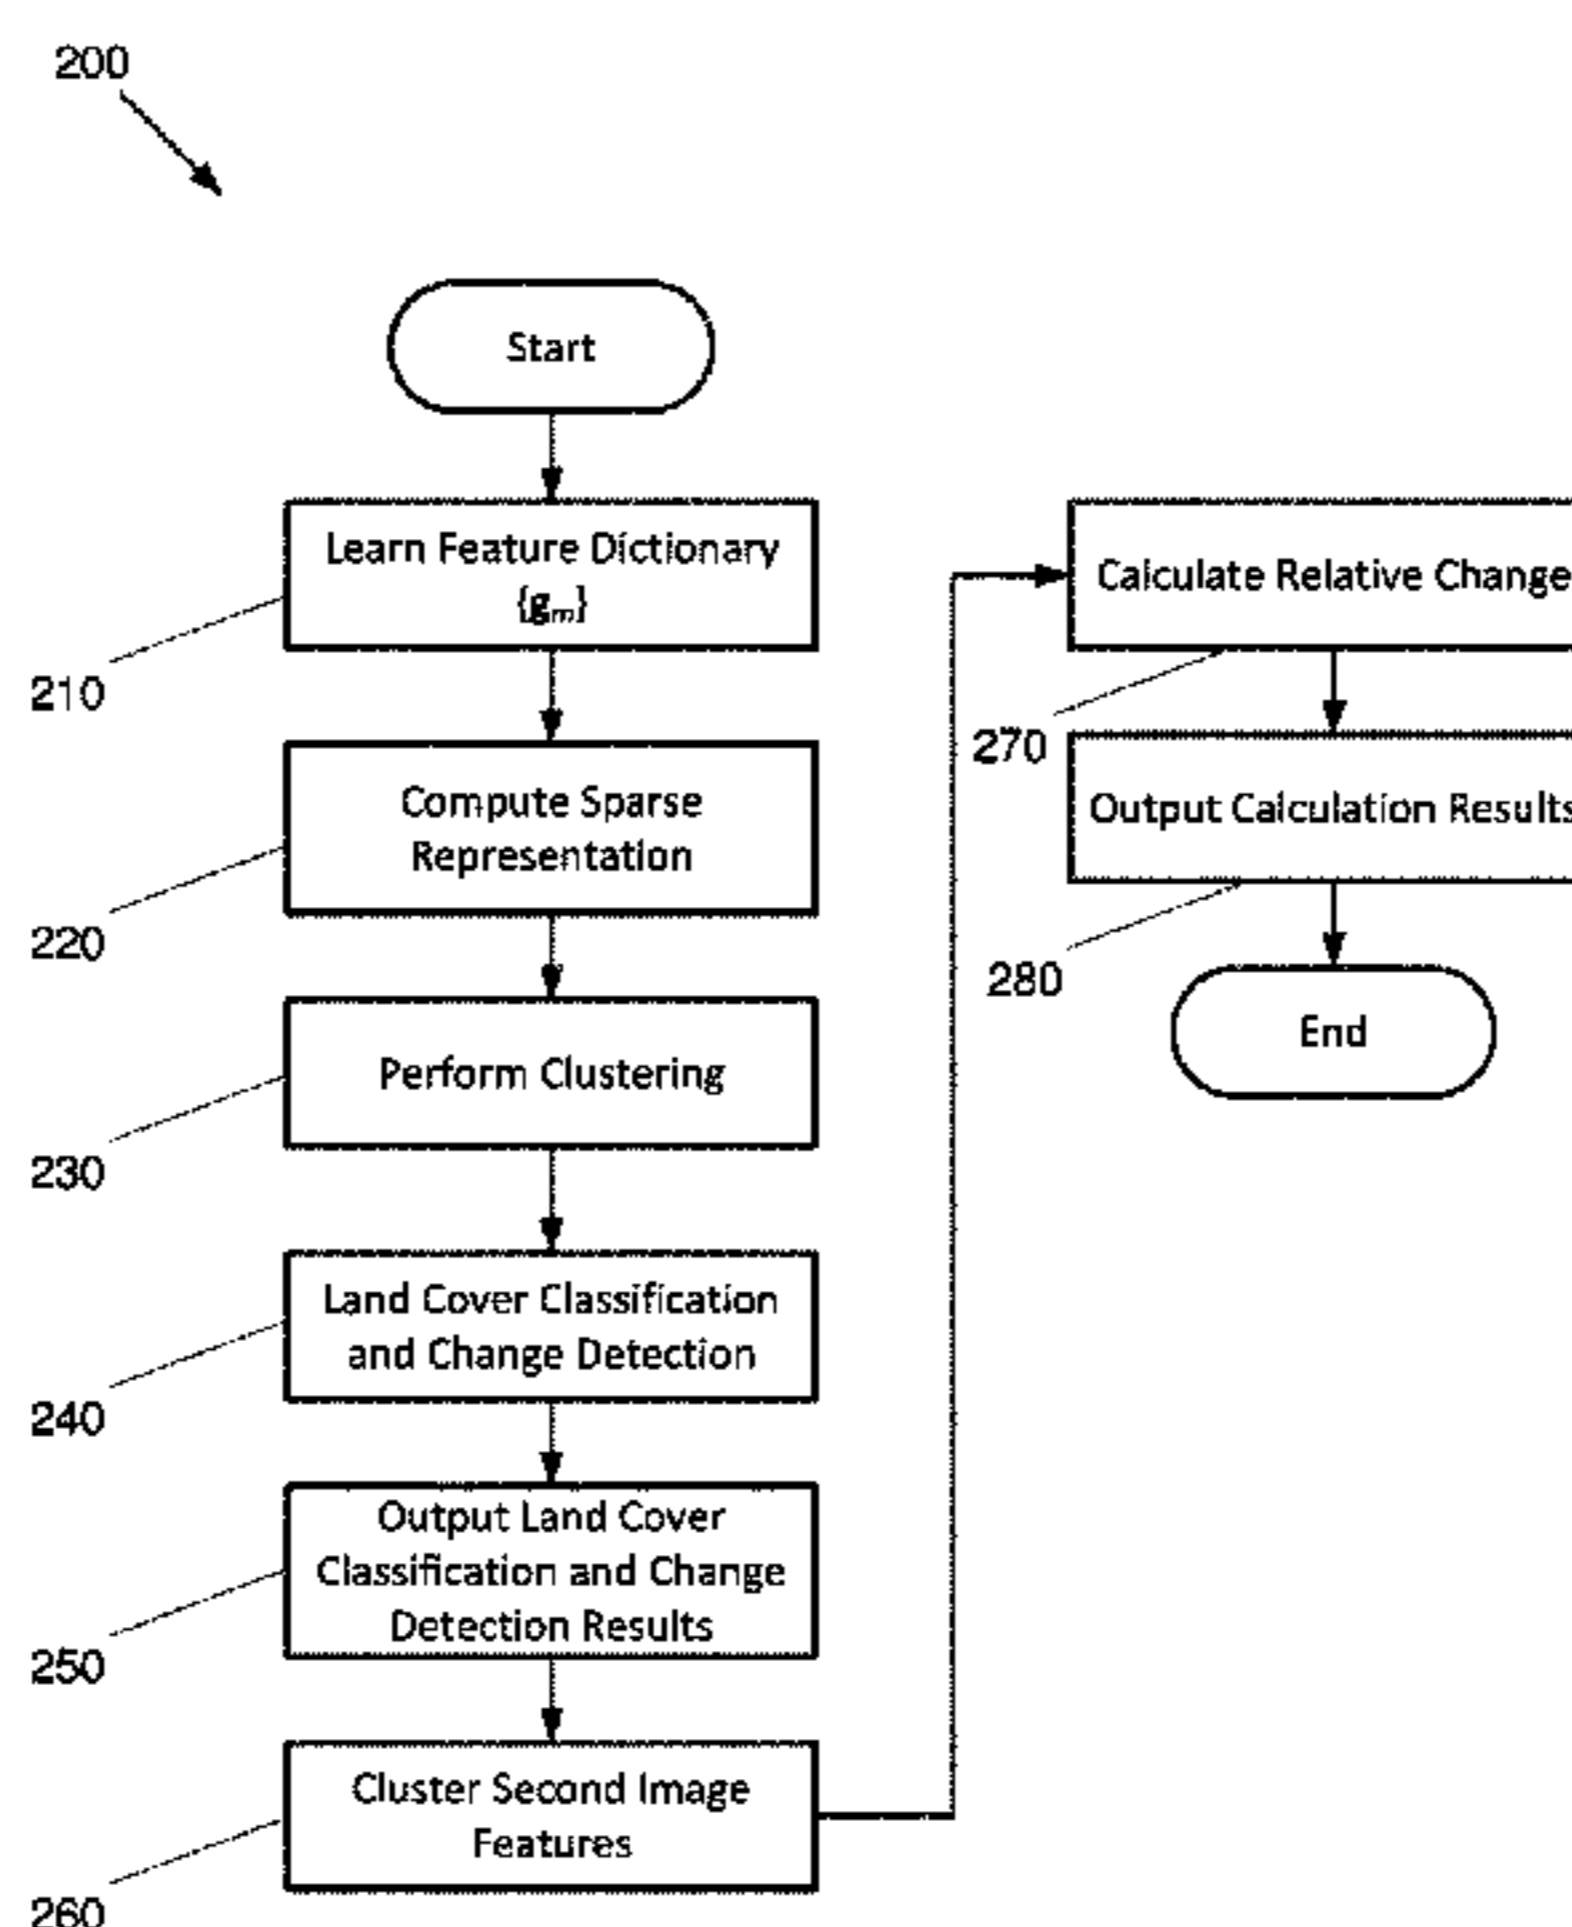 200
Start
Learn Feature Dictionary
{gm}
210
Compute Sparse
Representation
220
Perform Clustering
230
Land Cover Classification
and Change Detection
240
Output Land Cover
Classification and Change
Detection Results
250
Cluster Second Image
Features
260
Calculate Relative Change
270
Output Calculation Results
280
End